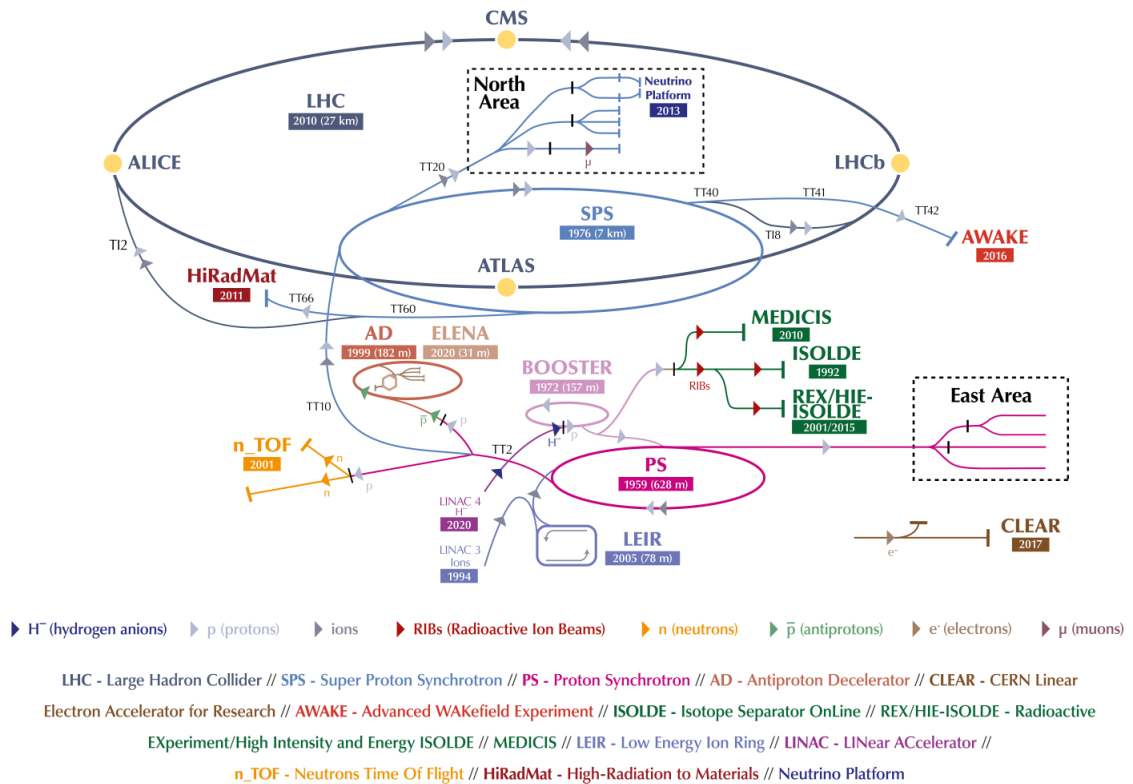 CMS
North
Area
Neutrino
Platform
2013
LHC
2010 (27 km)
μ
ALICE
LHCb
TT20
TT40
TT41
TT42
SPS
1976 (7 km)
TI8
TI2
AWAKE
2016
ATLAS
HiRadMat
2011
TT66
TT60
MEDICIS
2010
AD
1999 (182 m)
ELENA
2020 (31 m)
ISOLDE
1992
BOOSTER
1972 (157 m)
RIBs
REX/HIE-
ISOLDE
2001/2015
East Area
TT10
p̅
p
H⁻
p
n_TOF
2001
n
n
p
TT2
PS
1959 (628 m)
LINAC 4
H⁻
2020
LINAC 3
Ions
1994
LEIR
2005 (78 m)
e⁻
CLEAR
2017
H⁻ (hydrogen anions)
p (protons)
ions
RIBs (Radioactive Ion Beams)
n (neutrons)
p̅ (antiprotons)
e⁻ (electrons)
μ (muons)
LHC - Large Hadron Collider // SPS - Super Proton Synchrotron // PS - Proton Synchrotron // AD - Antiproton Decelerator // CLEAR - CERN Linear
Electron Accelerator for Research // AWAKE - Advanced WAKefield Experiment // ISOLDE - Isotope Separator OnLine // REX/HIE-ISOLDE - Radioactive
EXperiment/High Intensity and Energy ISOLDE // MEDICIS // LEIR - Low Energy Ion Ring // LINAC - LINear ACcelerator //
n_TOF - Neutrons Time Of Flight // HiRadMat - High-Radiation to Materials // Neutrino Platform